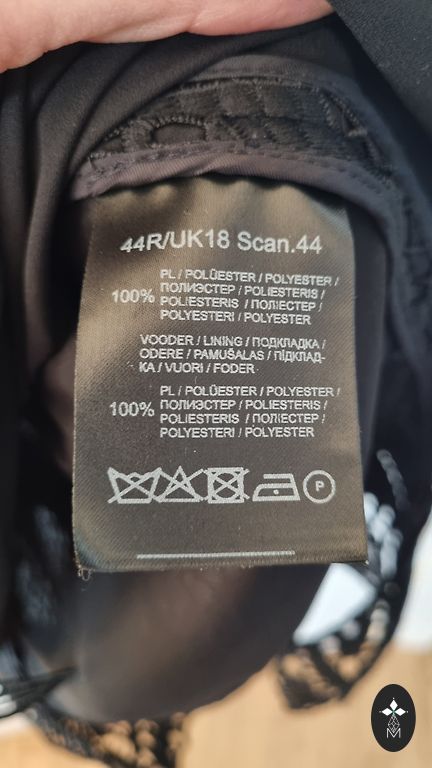 44R/UK18 Scan.44
PL / POLÜESTER / POLYESTER /
100% ПОЛИЭСТЕР / POLIESTERIS /
POLIESTERIS / ПОЛІЕСТЕР /
POLYESTERI / POLYESTER
VOODER / LINING / ПОДКЛАДКА /
ODERE / PAMUŠALAS / ПІДКЛАД-
КА / VUORI / FODER
PL / POLÜESTER / POLYESTER /
100% ПОЛИЭСТЕР / POLIESTERIS /
POLIESTERIS / ПОЛІЕСТЕР /
POLYESTERI / POLYESTER
P
M